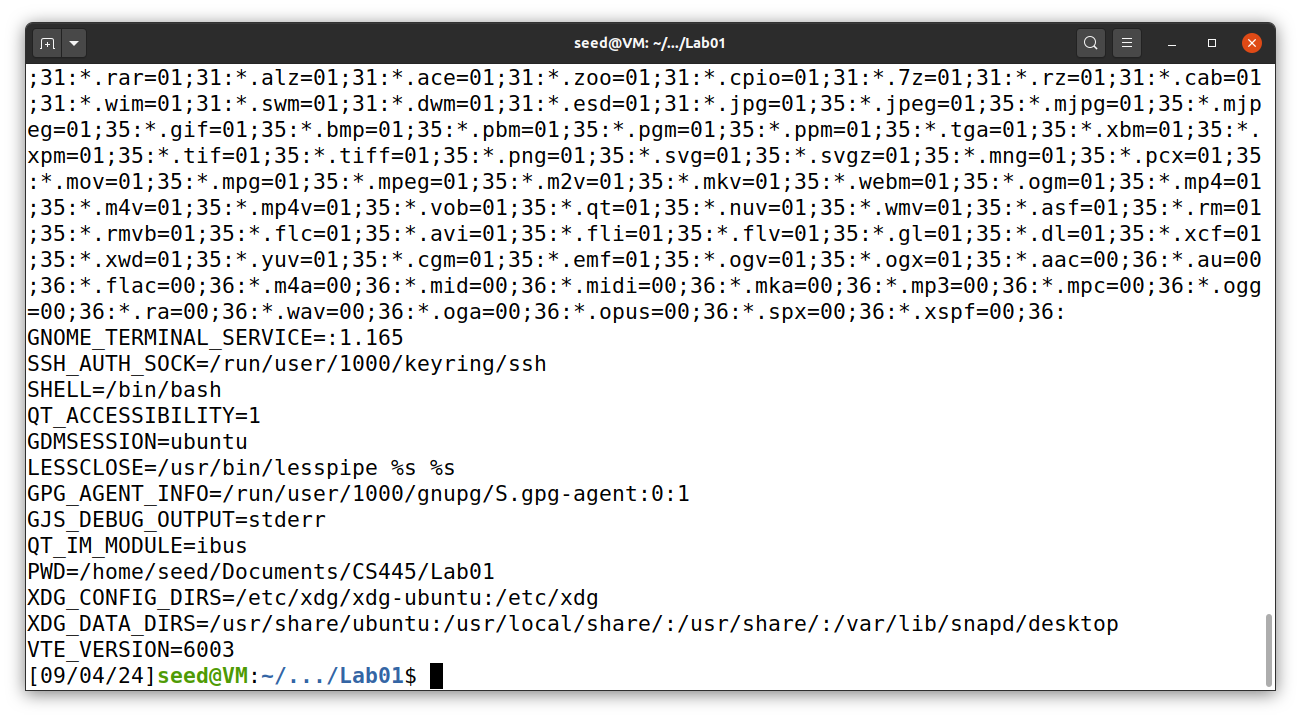 seed@VM: ~/.../Lab01
;31:*.rar=01;31:*.alz=01;31:*.ace=01;31:*.zoo=01;31:*.cpio=01;31:*.7z=01;31:*.rz=01;31:*.cab=01
;31:*.wim=01;31:*.swm=01;31:*.dwm=01;31:*.esd=01;31:*.jpg=01;35:*.jpeg=01;35:*.mjpg=01;35:*.mjp
eg=01;35:*.gif=01;35:*.bmp=01;35:*.pbm=01;35:*.pgm=01;35:*.ppm=01;35:*.tga=01;35:*.xbm=01;35:*.
xpm=01;35:*.tif=01;35:*.tiff=01;35:*.png=01;35:*.svg=01;35:*.svgz=01;35:*.mng=01;35:*.pcx=01;35
:*.mov=01;35:*.mpg=01;35:*.mpeg=01;35:*.m2v=01;35:*.mkv=01;35:*.webm=01;35:*.ogm=01;35:*.mp4=01
;35:*.m4v=01;35:*.mp4v=01;35:*.vob=01;35:*.qt=01;35:*.nuv=01;35:*.wmv=01;35:*.asf=01;35:*.rm=01
;35:*.rmvb=01;35:*.flc=01;35:*.avi=01;35:*.fli=01;35:*.flv=01;35:*.gl=01;35:*.dl=01;35:*.xcf=01
;35:*.xwd=01;35:*.yuv=01;35:*.cgm=01;35:*.emf=01;35:*.ogv=01;35:*.ogx=01;35:*.aac=00;36:*.au=00
;36:*.flac=00;36:*.m4a=00;36:*.mid=00;36:*.midi=00;36:*.mka=00;36:*.mp3=00;36:*.mpc=00;36:*.ogg
=00;36:*.ra=00;36:*.wav=00;36:*.oga=00;36:*.opus=00;36:*.spx=00;36:*.xspf=00;36:
GNOME_TERMINAL_SERVICE=:1.165
SSH_AUTH_SOCK=/run/user/1000/keyring/ssh
SHELL=/bin/bash
QT_ACCESSIBILITY=1
GDMSESSION=ubuntu
LESSCLOSE=/usr/bin/lesspipe %s %s
GPG_AGENT_INFO=/run/user/1000/gnupg/S.gpg-agent:0:1
GJS_DEBUG_OUTPUT=stderr
QT_IM_MODULE=ibus
PWD=/home/seed/Documents/CS445/Lab01
XDG_CONFIG_DIRS=/etc/xdg/xdg-ubuntu:/etc/xdg
XDG_DATA_DIRS=/usr/share/ubuntu:/usr/local/share/:/usr/share/:/var/lib/snapd/desktop
VTE_VERSION=6003
[09/04/24]seed@VM:~/.../Lab01$